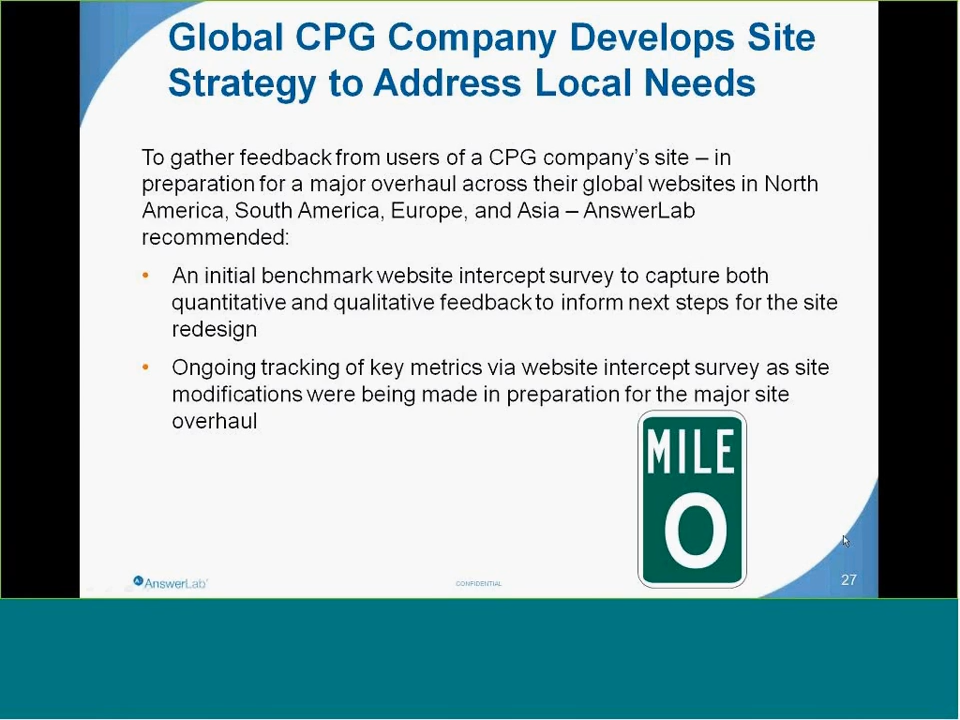 Global CPG Company Develops Site
Strategy to Address Local Needs
To gather feedback from users of a CPG company's site – in
preparation for a major overhaul across their global websites in North
America, South America, Europe, and Asia – AnswerLab
recommended:
• An initial benchmark website intercept survey to capture both
quantitative and qualitative feedback to inform next steps for the site
redesign
• Ongoing tracking of key metrics via website intercept survey as site
modifications were being made in preparation for the major site
overhaul
MILE
0
AnswerLab
CONFIDENTIAL
27